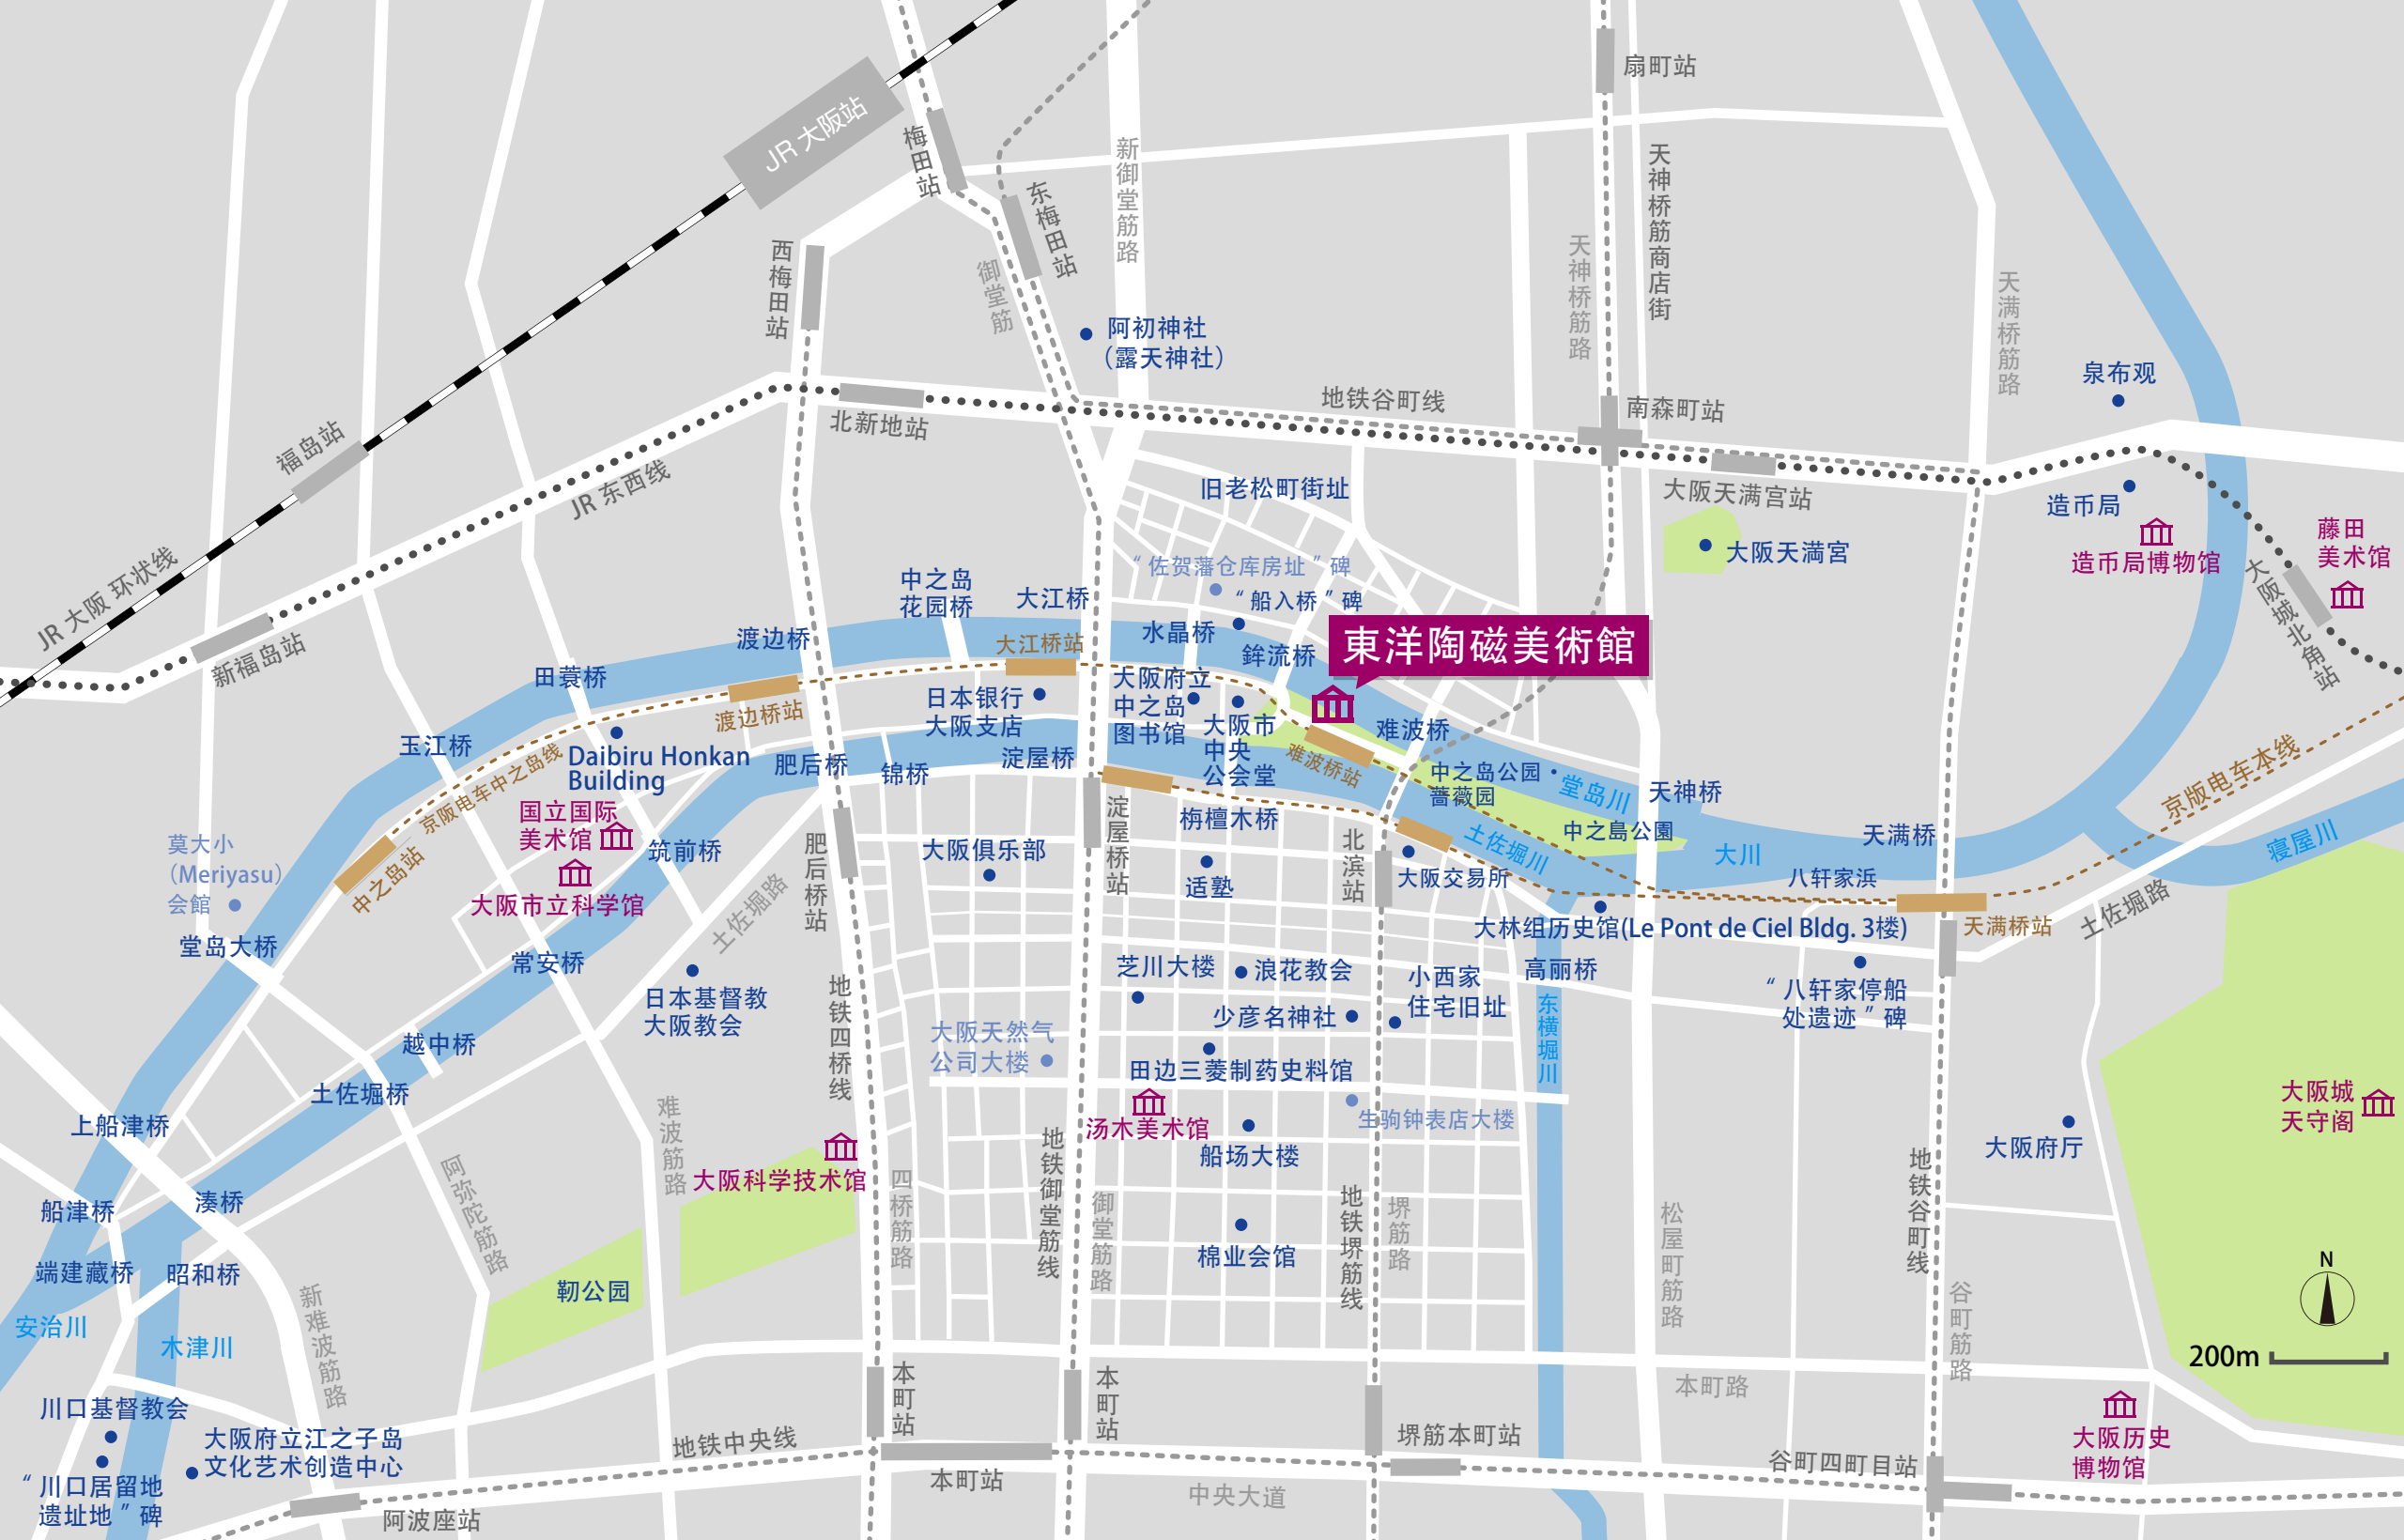 扇町站
JR 大阪站
梅田站
东梅田站
新御堂筋路
天神桥筋商店街
西梅田站
御堂筋
天神桥筋路
天满桥筋路
阿初神社
（露天神社）
泉布观
地铁谷町线
南森町站
北新地站
福岛站
JR 东西线
旧老松町街址
大阪天满宫站
造币局
藤田
美术馆
造币局博物馆
大阪天满宮
JR 大阪 环状线
“佐贺藩仓库房址”碑
“船入桥”碑
中之岛
花园桥
大江桥
大阪城北角站
新福岛站
渡边桥
大江桥站
水晶桥
鉾流桥
東洋陶磁美術館
田蓑桥
日本银行
大阪支店
大阪府立
中之岛
图书馆
大阪市
中央
公会堂
难波桥
渡边桥站
玉江桥
Daibiru Honkan
Building
肥后桥
锦桥
淀屋桥
难波桥站
中之岛公园・
蔷薇园
堂岛川
天神桥
京版电车本线
京阪电车中之岛线
国立国际
美术馆
筑前桥
大阪市立科学馆
中之岛站
莫大小
（Meriyasu）
会館
堂岛大桥
土佐堀路
肥后桥站
大阪俱乐部
淀屋桥站
栴檀木桥
适塾
北滨站
土佐堀川
中之島公園
大阪交易所
大川
天满桥
八轩家浜
寝屋川
土佐堀路
天满桥站
大林组历史馆(Le Pont de Ciel Bldg. 3楼)
常安桥
日本基督教
大阪教会
地铁四桥线
芝川大楼
浪花教会
小西家
住宅旧址
高丽桥
东横堀川
“八轩家停船
处遗迹”碑
少彦名神社
大阪天然气
公司大楼
越中桥
田边三菱制药史料馆
土佐堀桥
上船津桥
难波筋路
汤木美术馆
生驹钟表店大楼
大阪城
天守阁
大阪府厅
船场大楼
大阪科学技术馆
阿弥陀筋路
四桥筋路
地铁御堂筋线
御堂筋路
地铁堺筋线
堺筋路
松屋町筋路
地铁谷町线
谷町筋路
船津桥
湊桥
棉业会馆
端建藏桥
昭和桥
靭公园
安治川
木津川
新难波筋路
N
200m
本町站
本町站
本町路
川口基督教会
大阪府立江之子岛
文化艺术创造中心
“川口居留地
遗址地”碑
地铁中央线
本町站
堺筋本町站
谷町四町目站
大阪历史
博物馆
中央大道
阿波座站